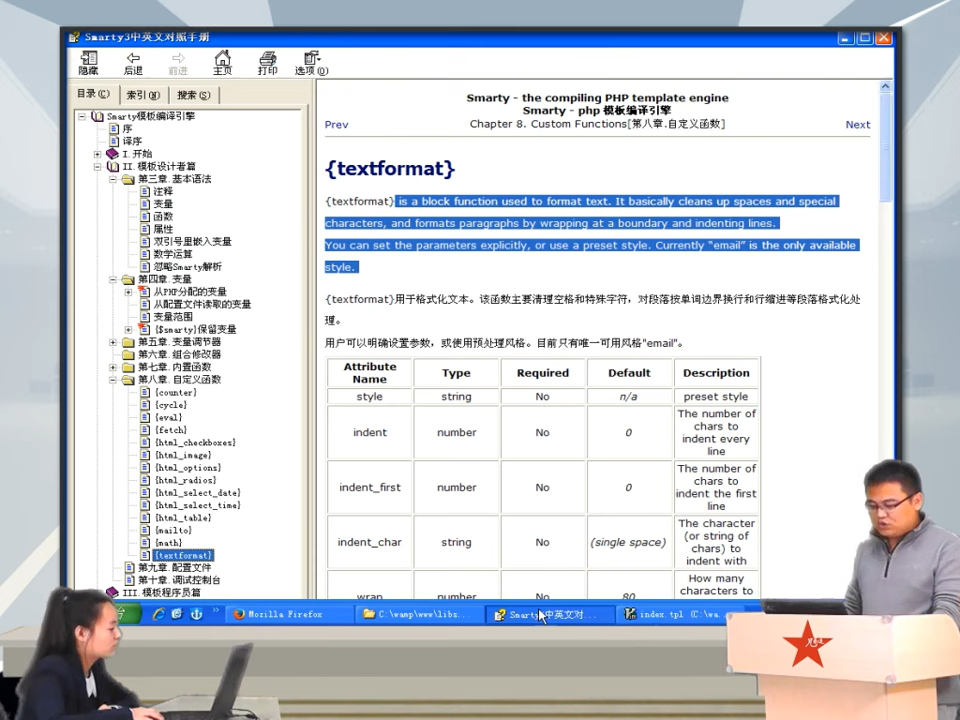 Smarty3中英文对照手册
隐藏 后退 前进 主页 打印 选项(O)
目录(C) 索引(N) 搜索(S)
Smarty模板编译引擎
序
译序
I.开始
II.模板设计者篇
第三章.基本语法
注释
变量
函数
属性
双引号里嵌入变量
数学运算
忽略Smarty解析
第四章.变量
从PHP分配的变量
从配置文件读取的变量
变量范围
{$smarty}保留变量
第五章.变量调节器
第六章.组合修改器
第七章.内置函数
第八章.自定义函数
{counter}
{cycle}
{eval}
{fetch}
{html_checkboxes}
{html_image}
{html_options}
{html_radios}
{html_select_date}
{html_select_time}
{html_table}
{mailto}
{math}
{textformat}
第九章.配置文件
第十章.调试控制台
III.模板程序员篇
Smarty - the compiling PHP template engine
Smarty - php 模板编译引擎
Prev Chapter 8. Custom Functions[第八章.自定义函数] Next
{textformat}
{textformat} is a block function used to format text. It basically cleans up spaces and special
characters, and formats paragraphs by wrapping at a boundary and indenting lines.
You can set the parameters explicitly, or use a preset style. Currently “email” is the only available
style.
{textformat}用于格式化文本。该函数主要清理空格和特殊字符，对段落按单词边界换行和行缩进等段落格式化处
理。
用户可以明确设置参数，或使用预处理风格。目前只有唯一可用风格"email"。
Attribute Name Type Required Default Description
style string No n/a preset style
indent number No 0 The number of chars to indent every line
indent_first number No 0 The number of chars to indent the first line
indent_char string No (single space) The character (or string of chars) to indent with
wrap number No 80 How many characters to
Mozilla Firefox C:\wamp\www\libs... Smarty3中英文对... index.tpl (C:\wa...